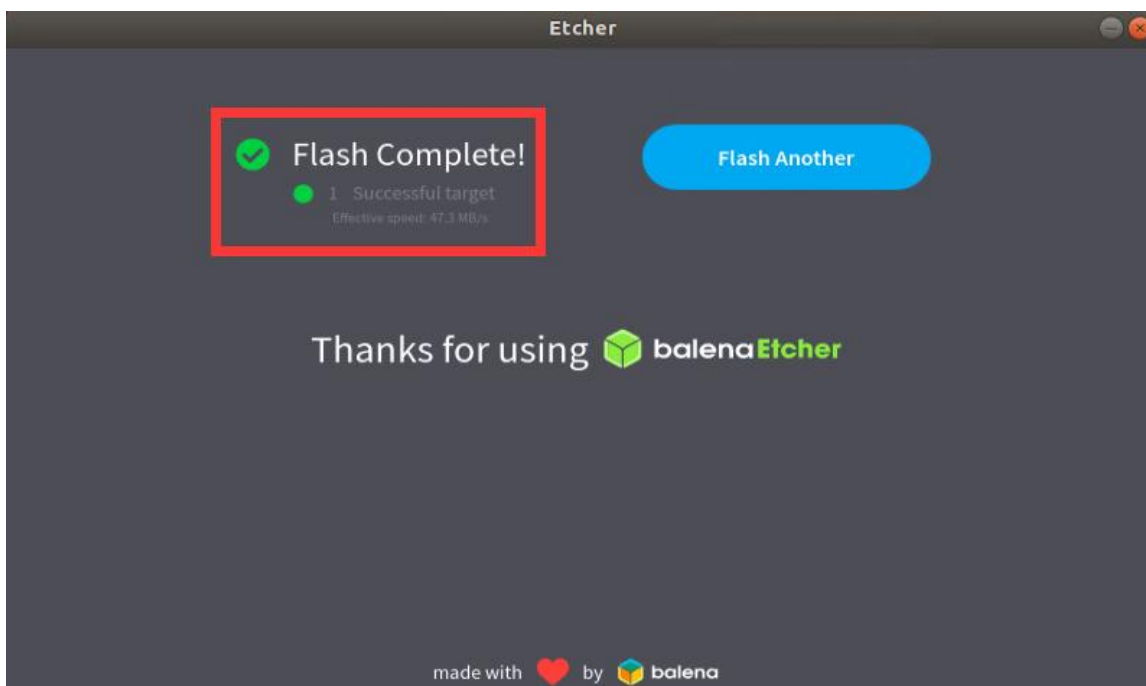 Etcher
Flash Complete!
1 Successful target
Effective speed: 47.3 MB/s
Flash Another
Thanks for using balenaEtcher
made with by balena